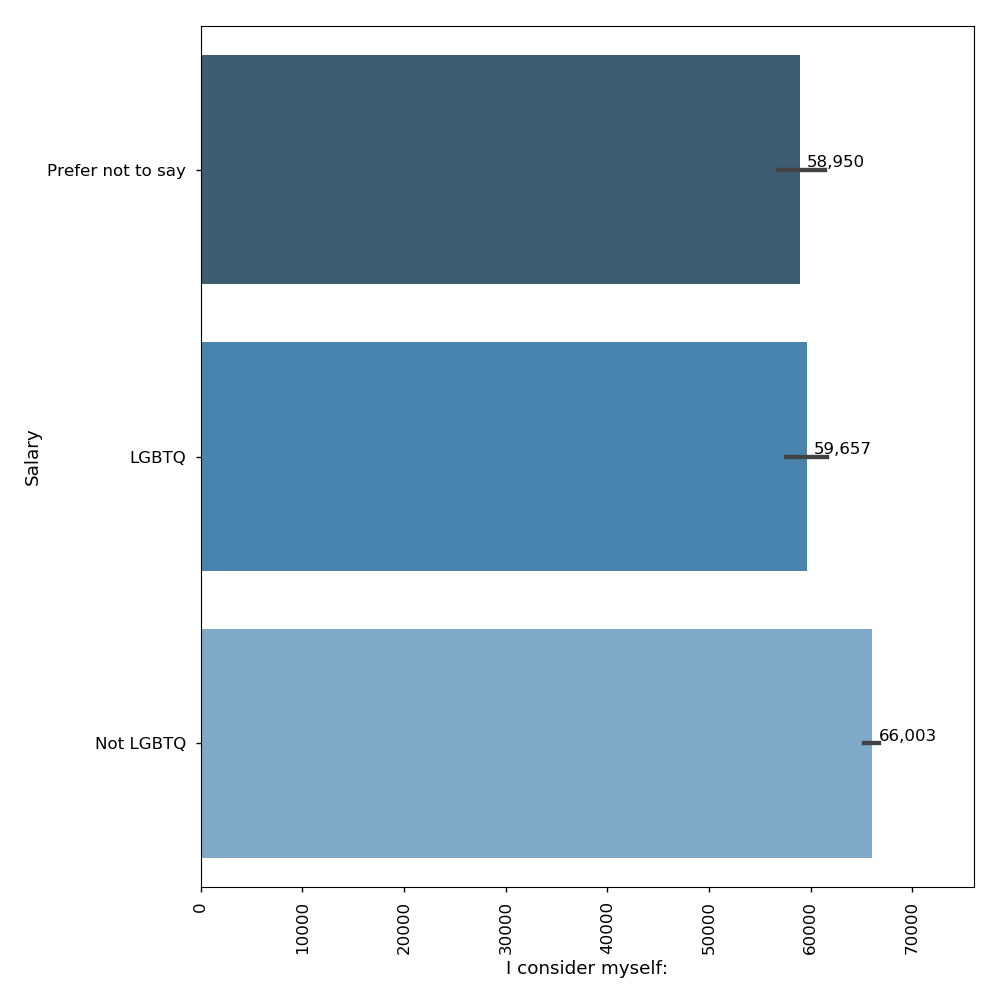 Prefer not to say
58,950
LGBTQ
59,657
Not LGBTQ
66,003
Salary
0
10000
20000
30000
40000
50000
60000
70000
I consider myself: